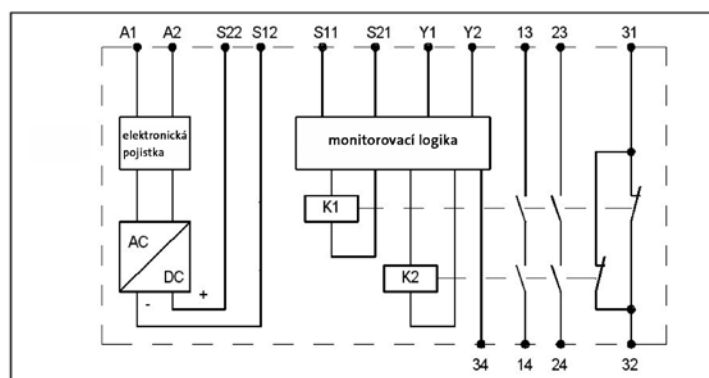 A1 A2 S22 S12 S11 S21 Y1 Y2 13 23 31
elektronická
pojistka
monitorovací logika
K1
AC
DC
K2
- +
34 14 24 32